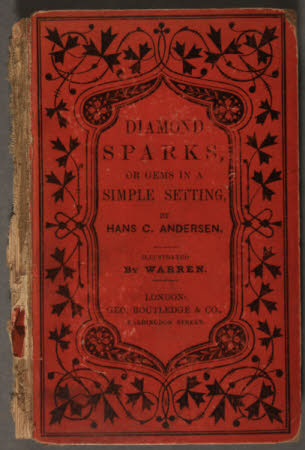 DIAMOND
SPARKS,
OR GEMS IN A
SIMPLE SETTING,
BY
HANS C. ANDERSEN.
ILLUSTRATED
BY WARREN.
LONDON:
GEO. ROUTLEDGE & CO.,
FARRINGDON STREET.